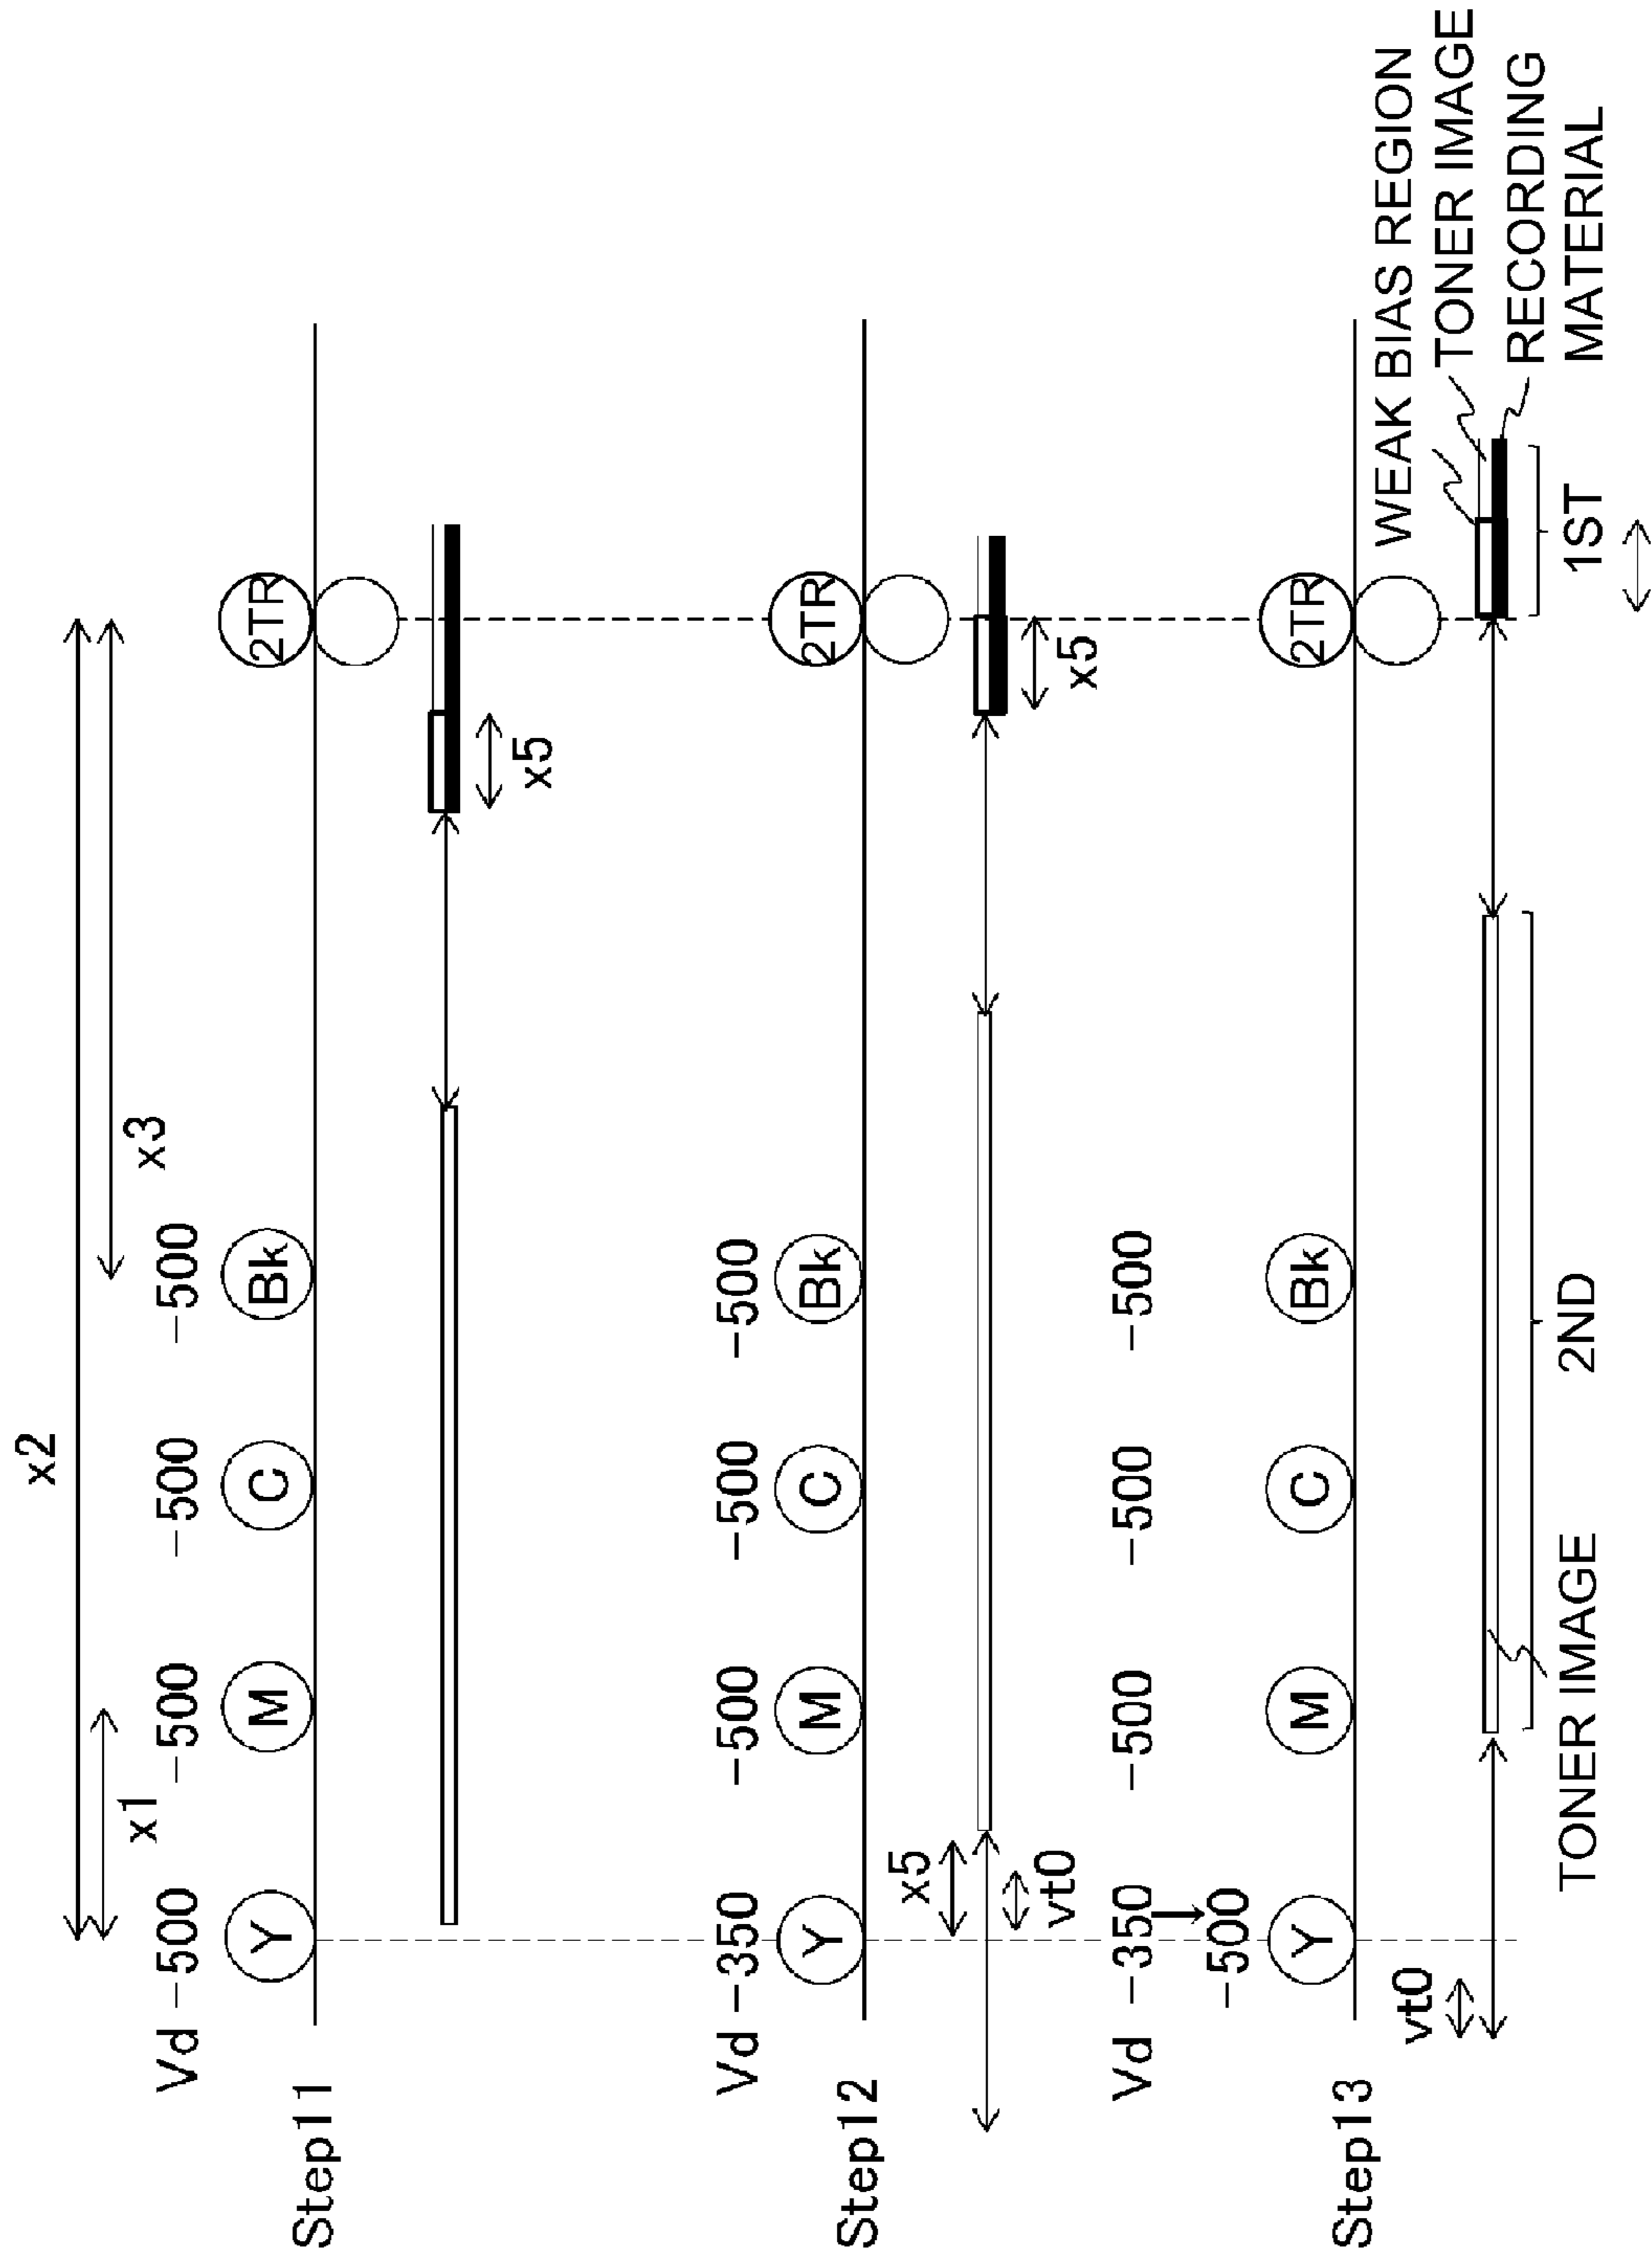 x2
x1
x3
Vd -500 -500 -500 -500
Step11
Y M C Bk 2TR
x5
Vd -350 -500 -500 -500
Step12
Y M C Bk 2TR
x5
vt0
x5
Vd -350 -500 -500 -500
-500
Step13
Y M C Bk 2TR
vt0
WEAK BIAS REGION
TONER IMAGE
RECORDING
MATERIAL
TONER IMAGE
2ND
1ST